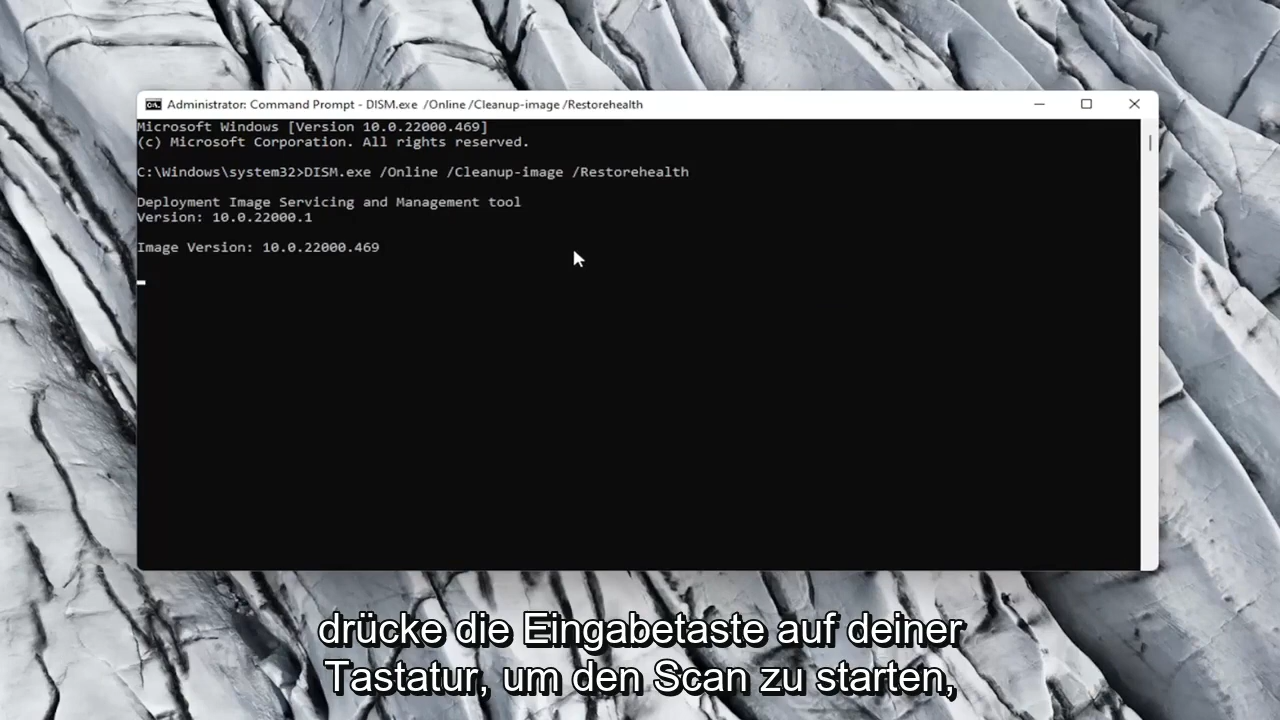 Administrator: Command Prompt - DISM.exe /Online /Cleanup-image /Restorehealth
Microsoft Windows [Version 10.0.22000.469]
(c) Microsoft Corporation. All rights reserved.
C:\Windows\system32>DISM.exe /Online /Cleanup-image /Restorehealth
Deployment Image Servicing and Management tool
Version: 10.0.22000.1
Image Version: 10.0.22000.469
drücke die Eingabetaste auf deiner
Tastatur, um den Scan zu starten,